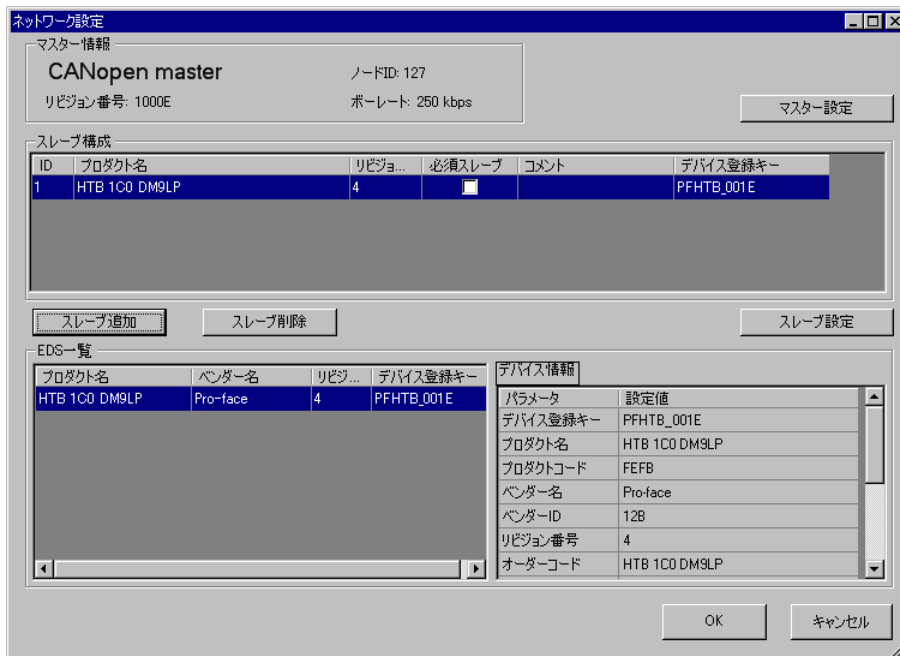 ネットワーク設定
マスター情報
CANopen master
ノードID: 127
リビジョン番号: 1000E
ボーレート: 250 kbps
マスター設定
スレーブ構成
ID プロダクト名 リビジョ... 必須スレーブ コメント デバイス登録キー
1 HTB 1C0 DM9LP 4 PFHTB_001E
スレーブ追加 スレーブ削除 スレーブ設定
EDS一覧
プロダクト名 ベンダー名 リビジ... デバイス登録キー
HTB 1C0 DM9LP Pro-face 4 PFHTB_001E
デバイス情報
パラメータ 設定値
デバイス登録キー PFHTB_001E
プロダクト名 HTB 1C0 DM9LP
プロダクトコード FEFB
ベンダー名 Pro-face
ベンダーID 12B
リビジョン番号 4
オーダーコード HTB 1C0 DM9LP
OK キャンセル